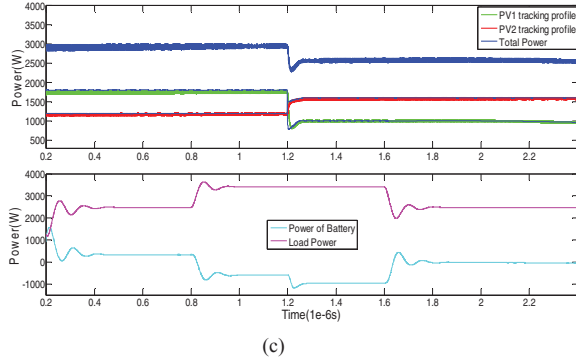 4000
3500
3000
2500
2000
1500
1000
500
Power(W)
PV1 tracking profile
PV2 tracking profile
Total Power
0.2 0.4 0.6 0.8 1 1.2 1.4 1.6 1.8 2 2.2
4000
3000
2000
1000
0
-1000
Power(W)
Power of Battery
Load Power
0.2 0.4 0.6 0.8 1 1.2 1.4 1.6 1.8 2 2.2
Time(1e-6s)
(c)